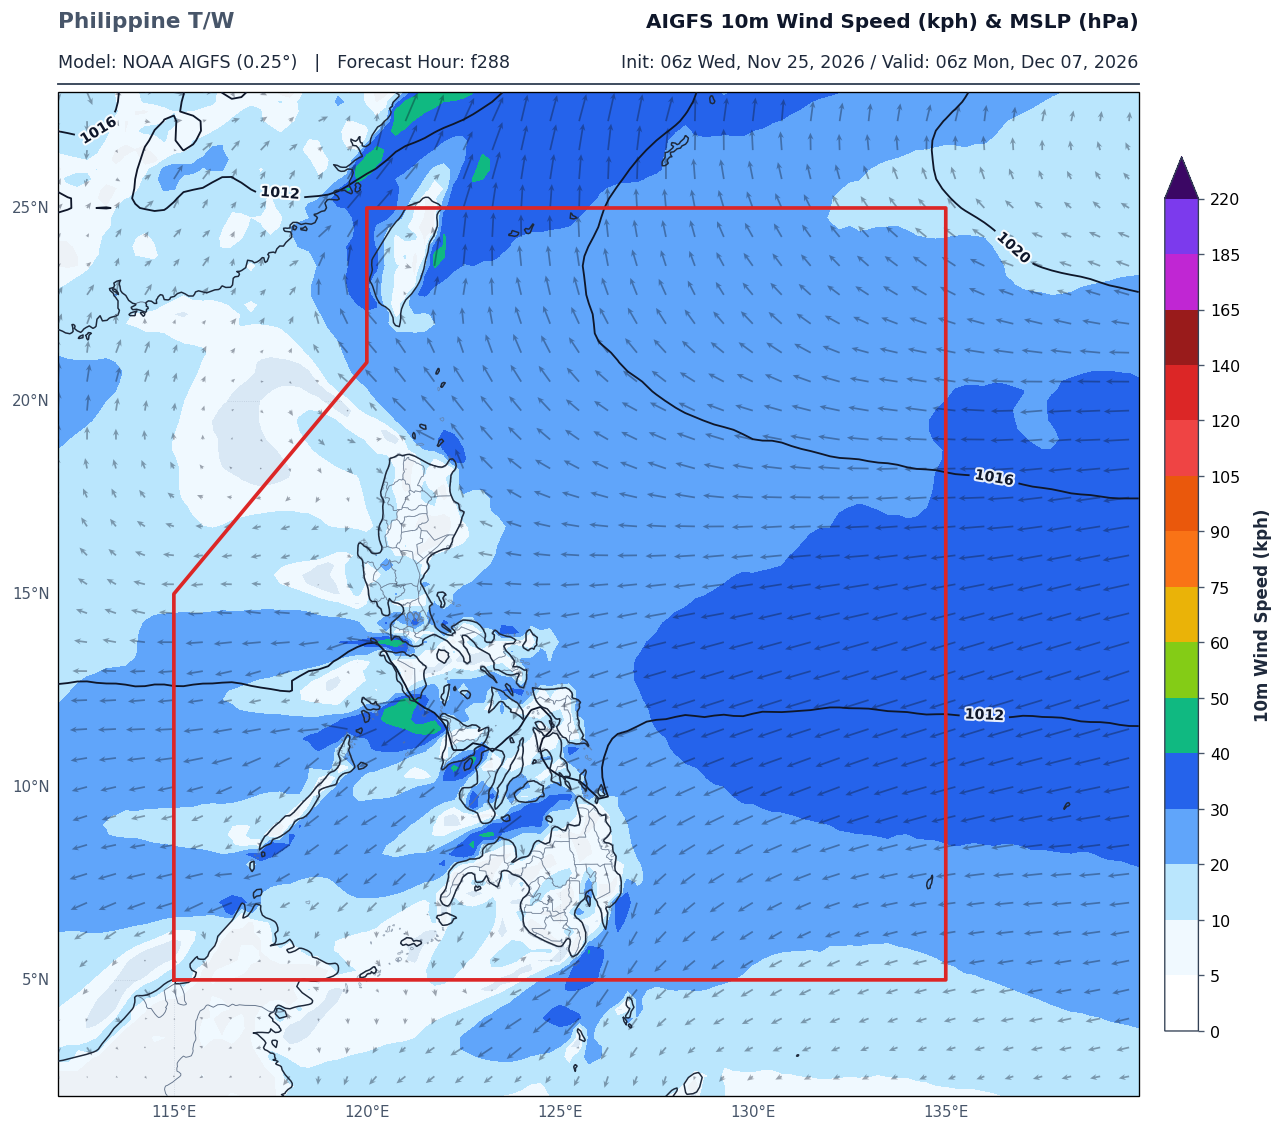 Philippine T/W
AIGFS 10m Wind Speed (kph) & MSLP (hPa)
Model: NOAA AIGFS (0.25°) | Forecast Hour: f288
Init: 06z Wed, Nov 25, 2026 / Valid: 06z Mon, Dec 07, 2026
1016
1012
1020
1016
1012
25°N
20°N
15°N
10°N
5°N
115°E
120°E
125°E
130°E
135°E
220
185
165
140
120
105
90
75
60
50
40
30
20
10
5
0
10m Wind Speed (kph)